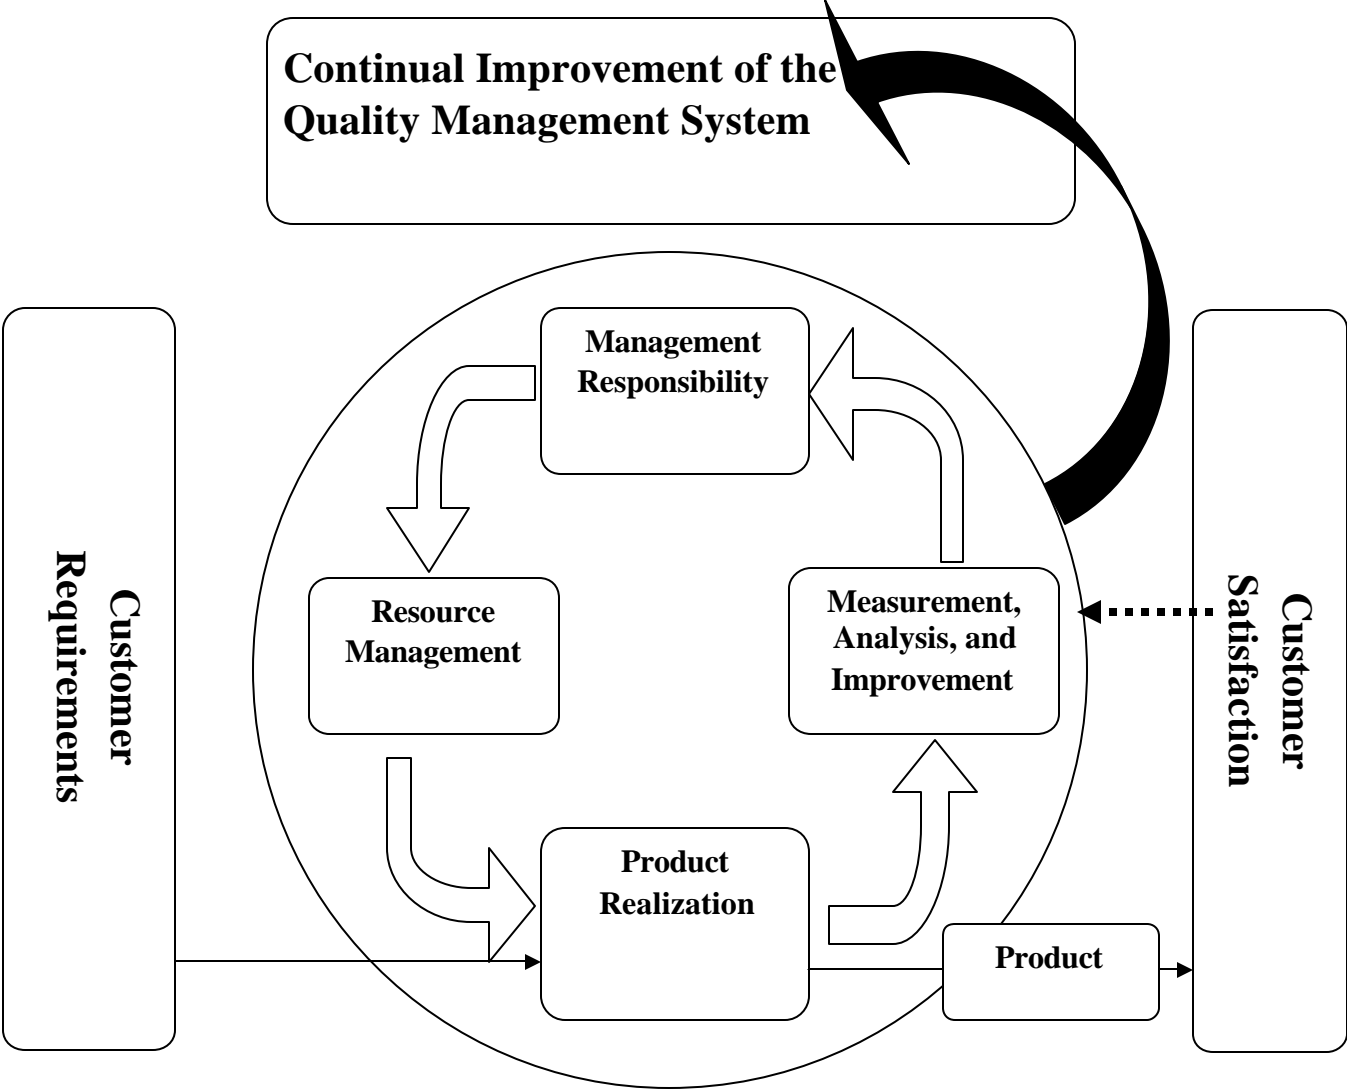 Continual Improvement of the
Quality Management System
Management
Responsibility
Customer
Requirements
Resource
Management
Measurement,
Analysis, and
Improvement
Customer
Satisfaction
Product
Realization
Product